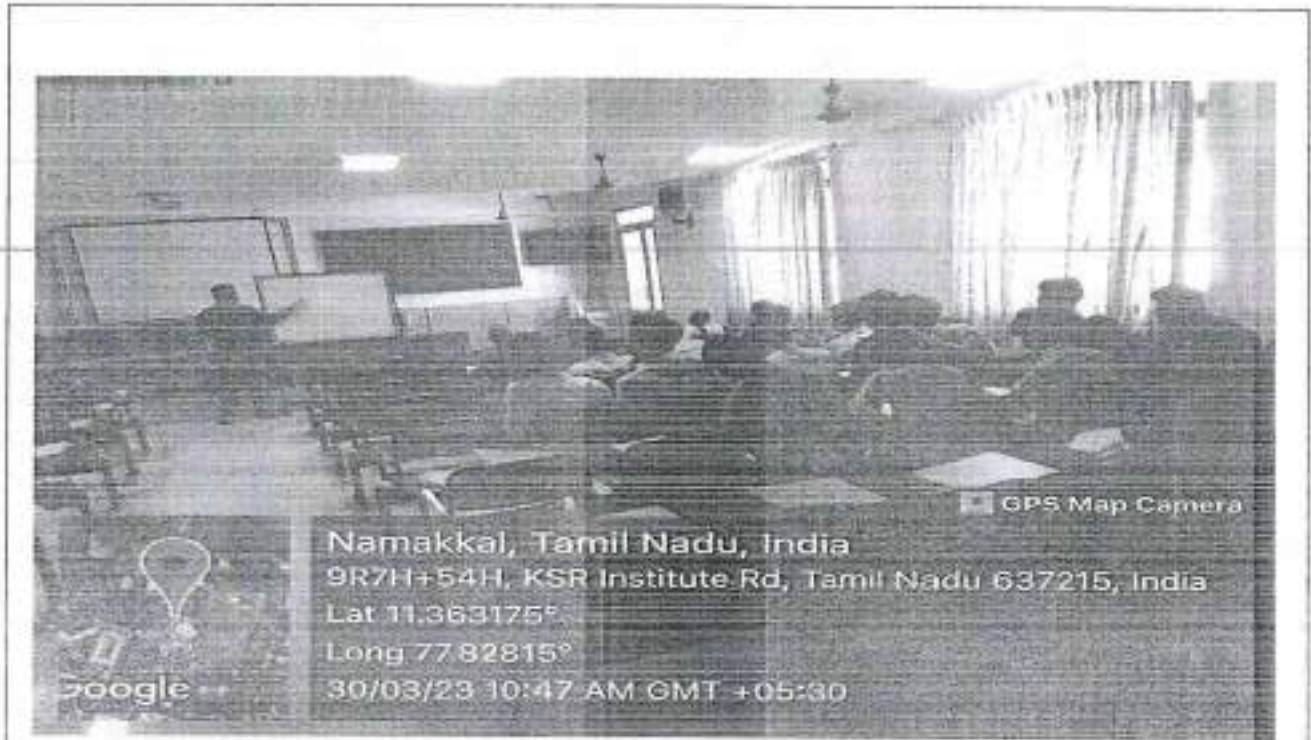 GPS Map Camera
Namakkal, Tamil Nadu, India
9R7H+54H, KSR Institute Rd, Tamil Nadu 637215, India
Lat 11.363175°
Long 77.82815°
30/03/23 10:47 AM GMT +05:30
Google